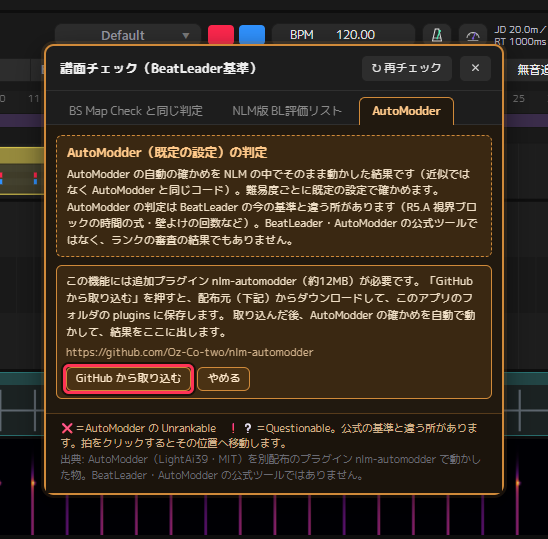 Default ▼ BPM 120.00 JD 20.0m／
RT 1000ms
譜面チェック（BeatLeader基準） ↻ 再チェック ✕ 無音追
0 11 25
BS Map Check と同じ判定 NLM版 BL評価リスト AutoModder
AutoModder（既定の設定）の判定
AutoModder の自動の確かめを NLM の中でそのまま動かした結果です（近似では
なく AutoModder と同じコード）。難易度ごとに既定の設定で確かめます。
AutoModder の判定は BeatLeader の今の基準と違う所があります（R5.A 視界ブロ
ックの時間の式・壁よけの回数など）。BeatLeader・AutoModder の公式ツールで
はなく、ランクの審査の結果でもありません。
この機能には追加プラグイン nlm-automodder（約12MB）が必要です。「GitHub
から取り込む」を押すと、配布元（下記）からダウンロードして、このアプリのフォ
ルダの plugins に保存します。 取り込んだ後、AutoModder の確かめを自動で動
かして、結果をここに出します。
https://github.com/Oz-Co-two/nlm-automodder
GitHub から取り込む やめる
❌＝AutoModder の Unrankable ❗❔＝Questionable。公式の基準と違う所がありま
す。拍をクリックするとその位置へ移動します。
出典: AutoModder（LightAi39・MIT）を別配布のプラグイン nlm-automodder で動かし
た物。BeatLeader・AutoModder の公式ツールではありません。